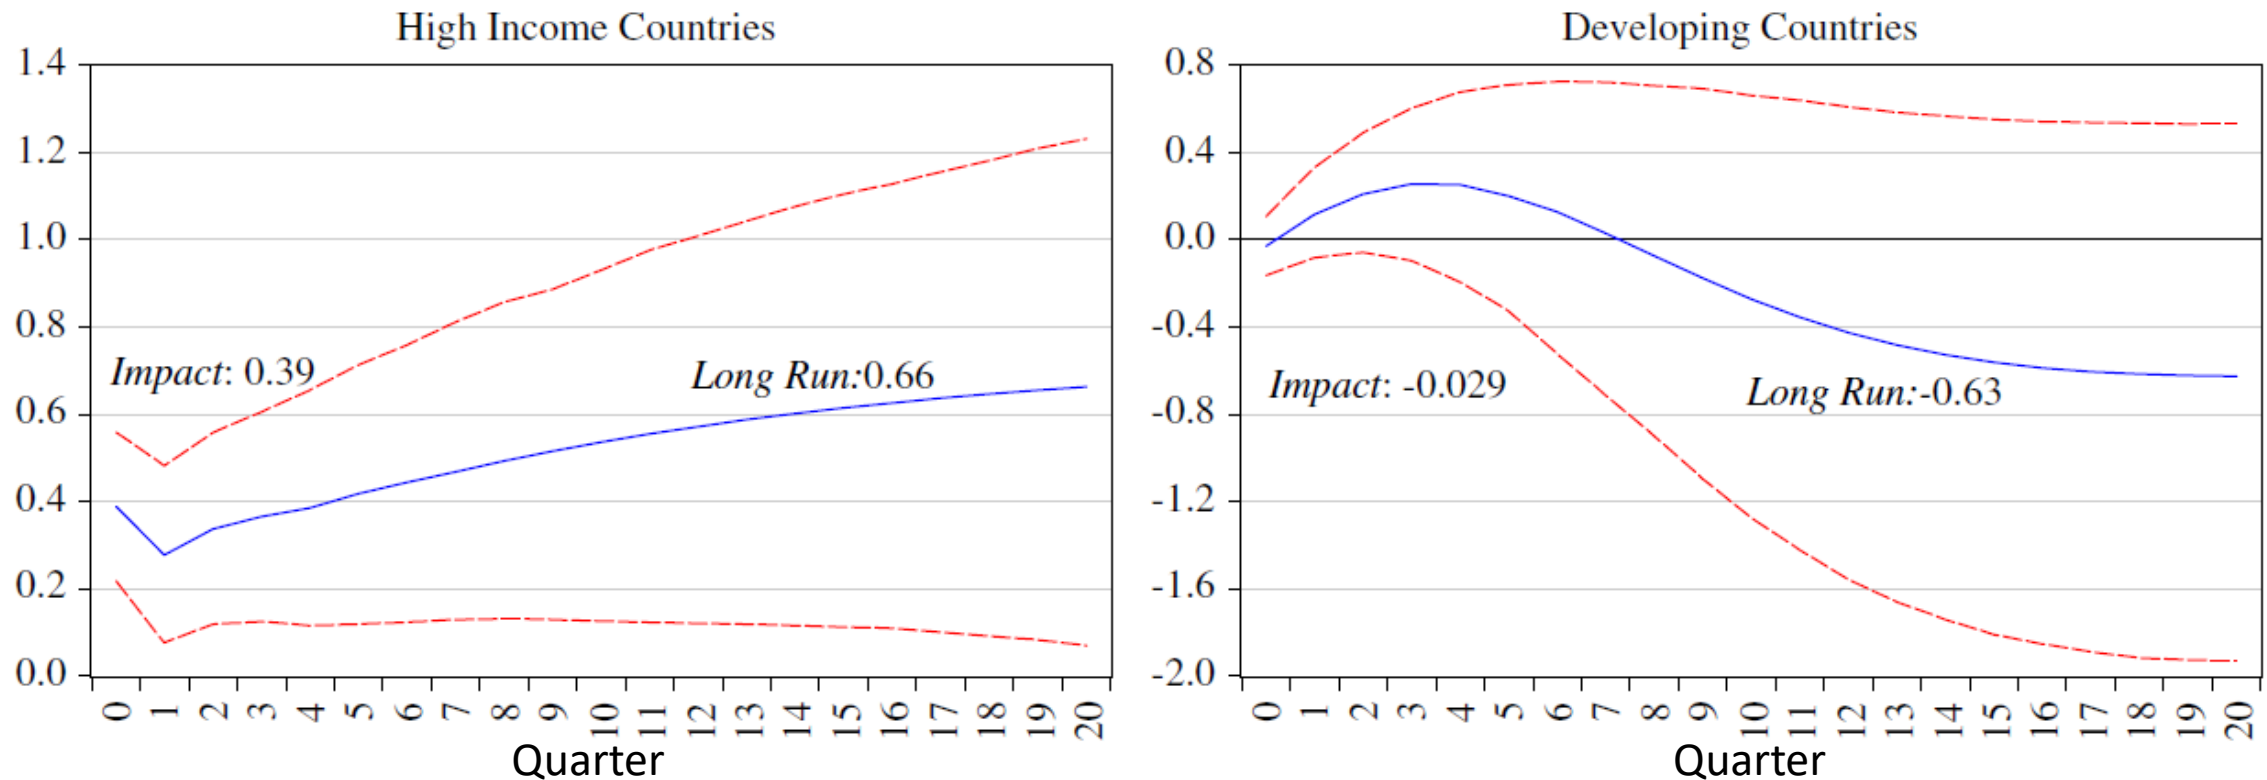 High Income Countries
1.4
1.2
1.0
0.8
0.6
0.4
0.2
0.0
Impact: 0.39
Long Run:0.66
0 1 2 3 4 5 6 7 8 9 10 11 12 13 14 15 16 17 18 19 20
Quarter
Developing Countries
0.8
0.4
0.0
-0.4
-0.8
-1.2
-1.6
-2.0
Impact: -0.029
Long Run:-0.63
0 1 2 3 4 5 6 7 8 9 10 11 12 13 14 15 16 17 18 19 20
Quarter